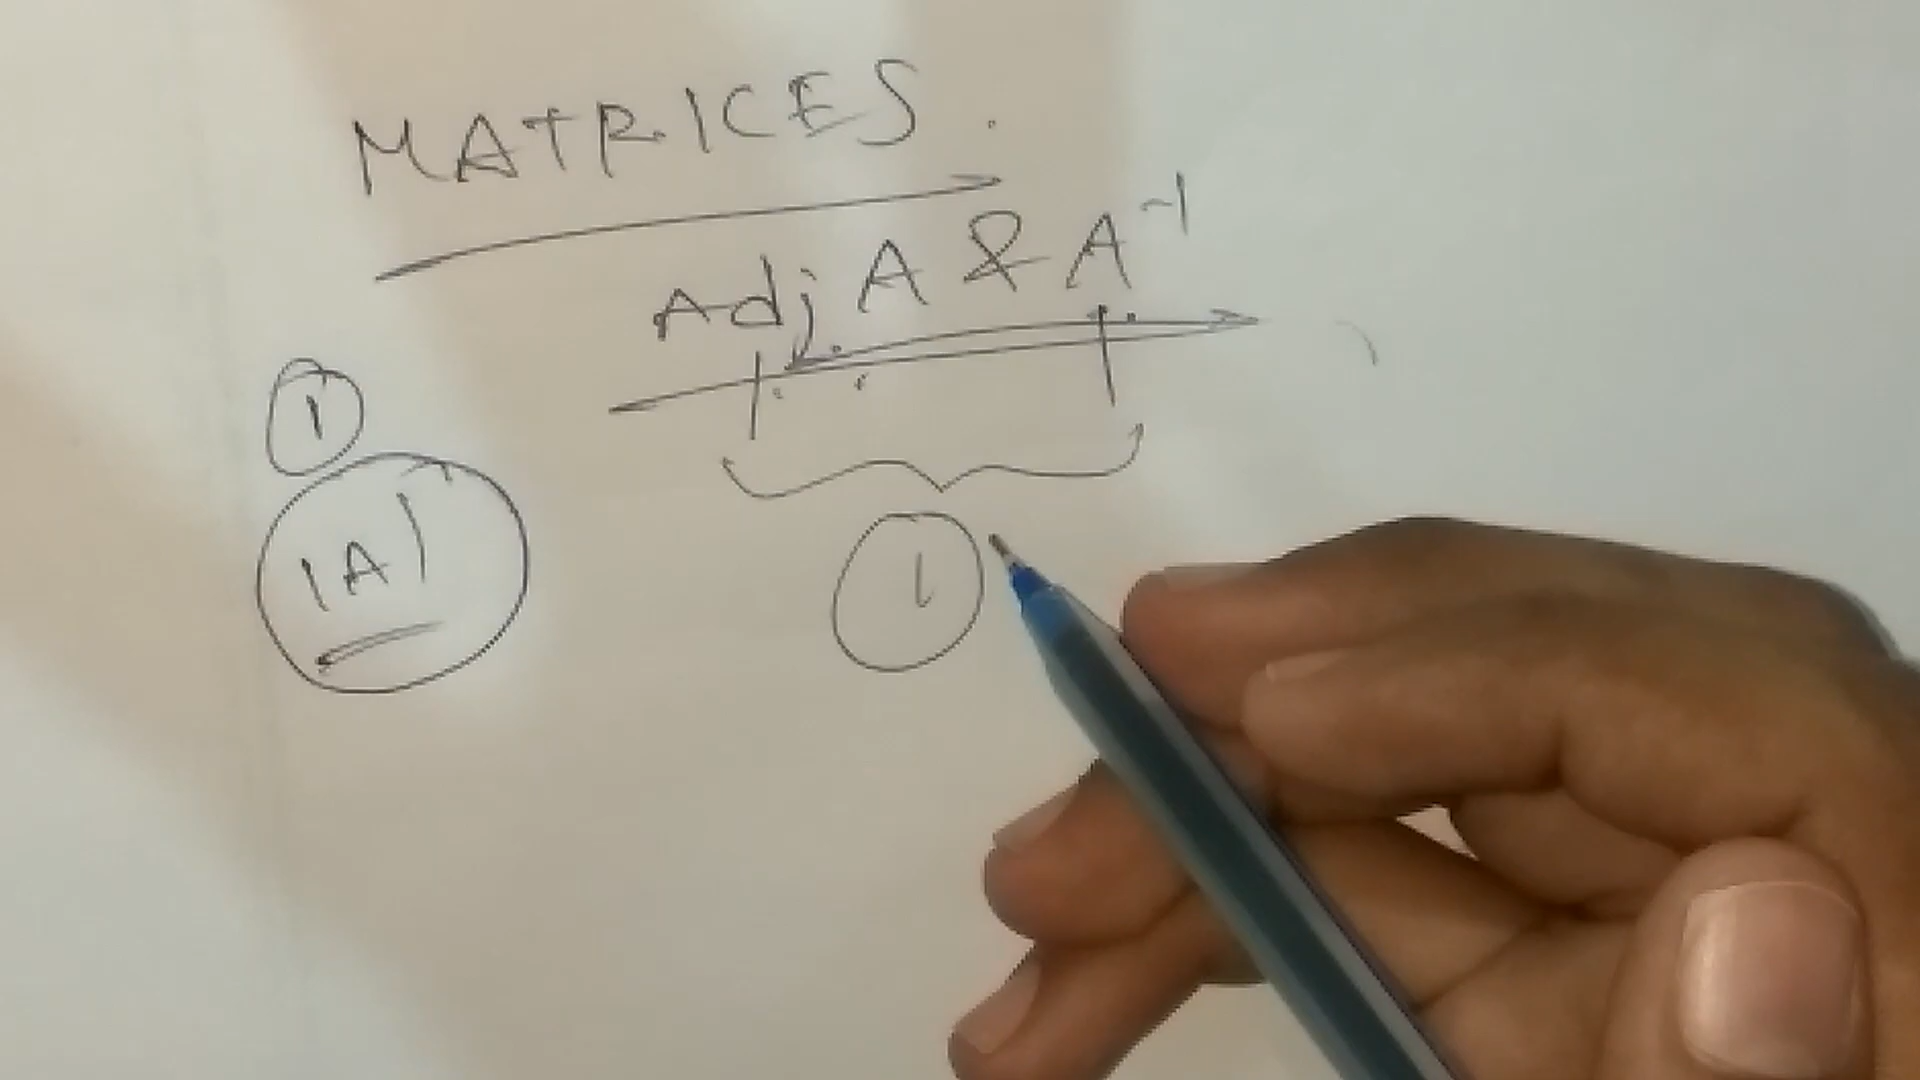 MATRICES.
Adj A & A⁻¹
1
|A|
1